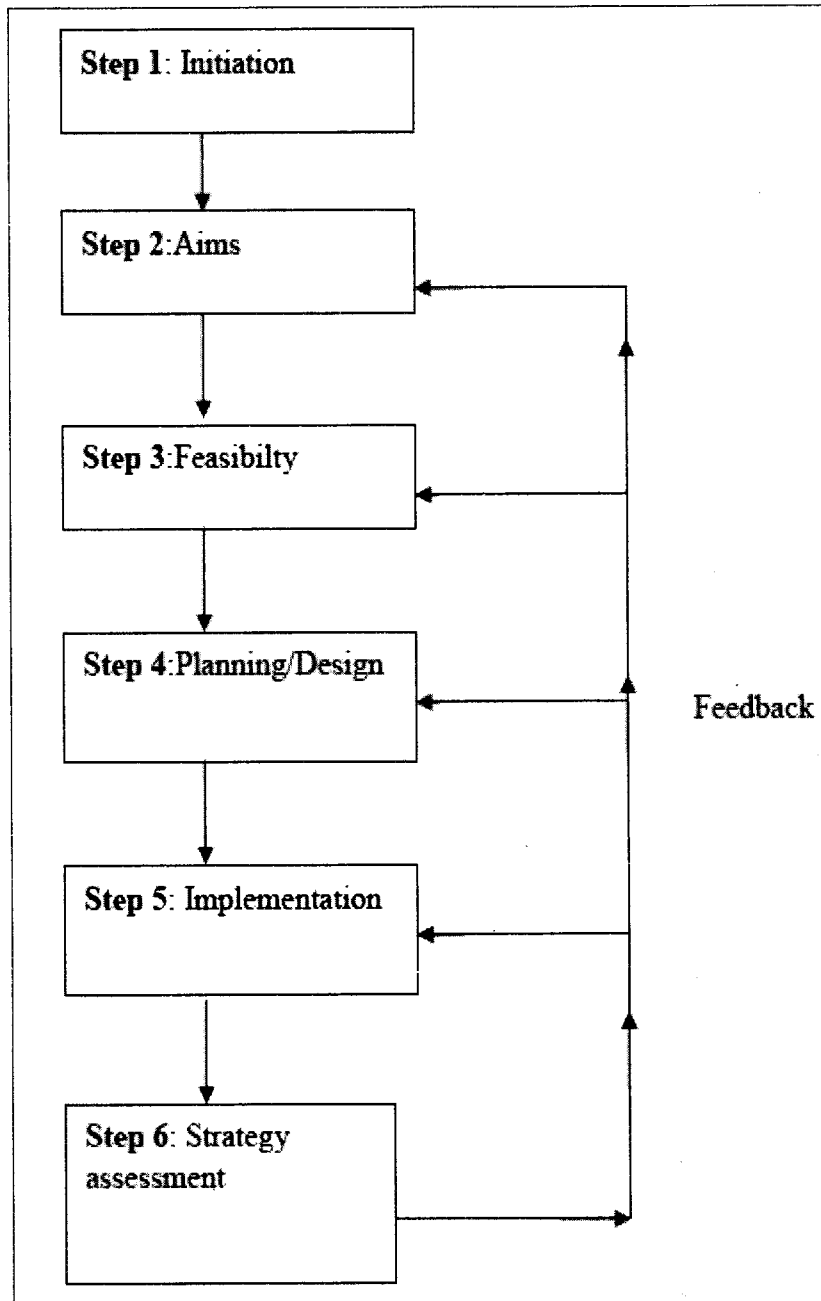 Step 1: Initiation
Step 2:Aims
Step 3:Feasibilty
Step 4:Planning/Design
Feedback
Step 5: Implementation
Step 6: Strategy
assessment